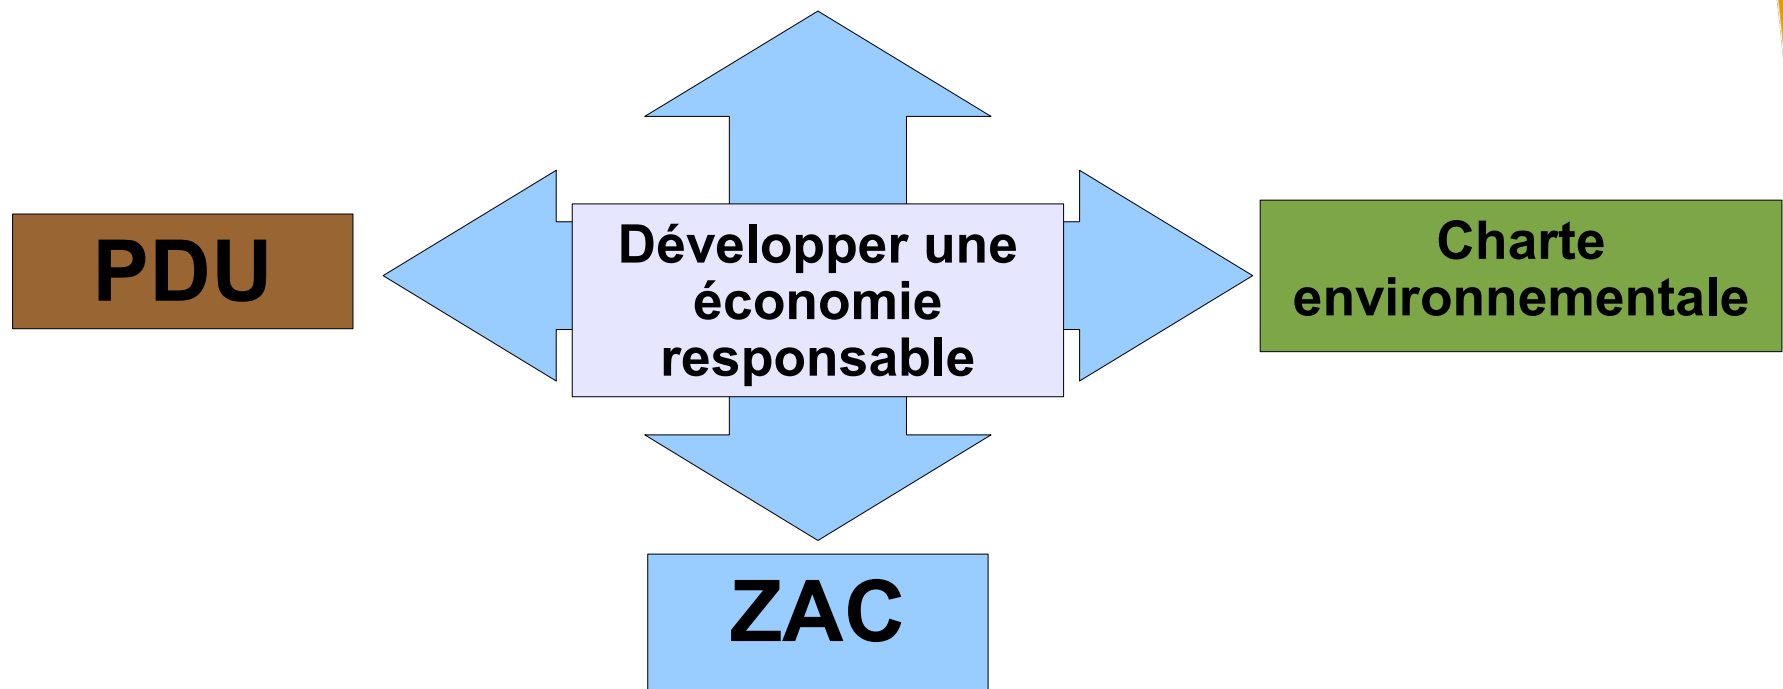 PDU
Développer une
économie
responsable
Charte
environnementale
ZAC